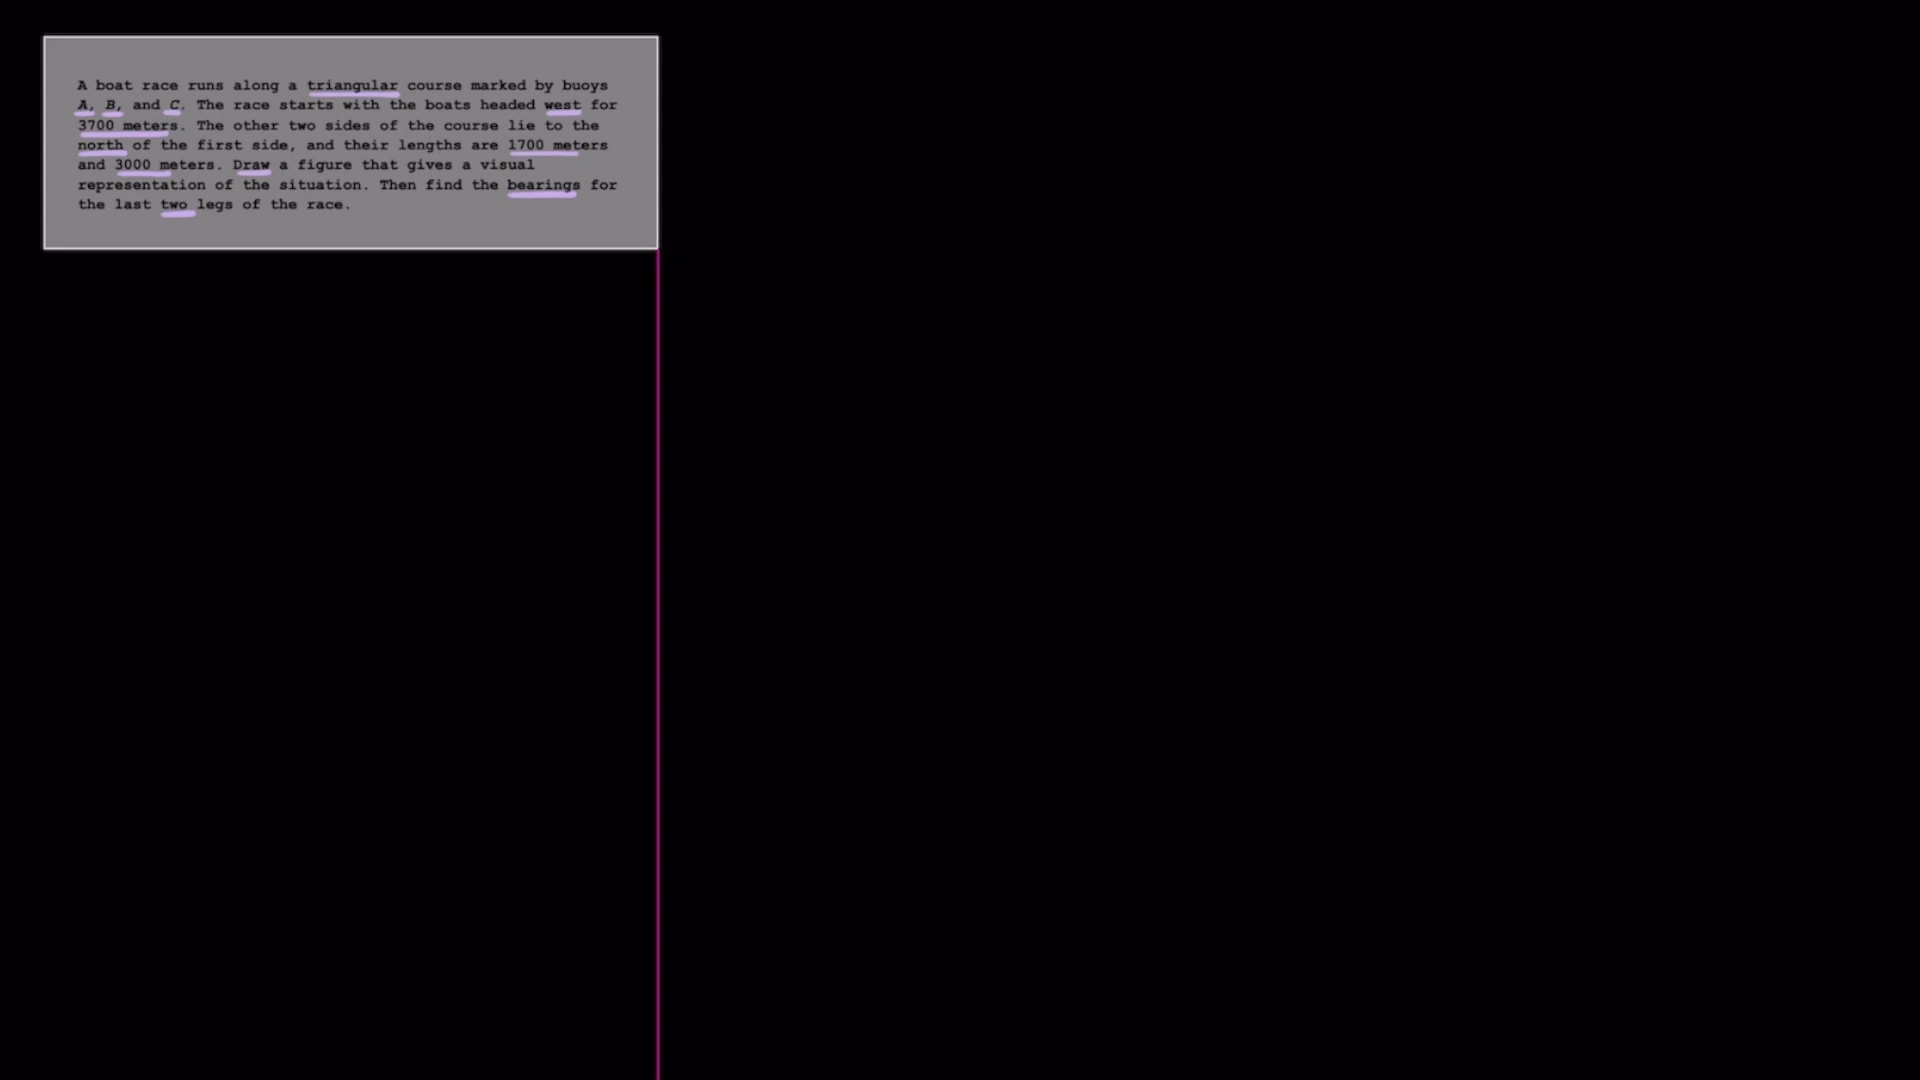 A boat race runs along a triangular course marked by buoys
A, B, and C. The race starts with the boats headed west for
3700 meters. The other two sides of the course lie to the
north of the first side, and their lengths are 1700 meters
and 3000 meters. Draw a figure that gives a visual
representation of the situation. Then find the bearings for
the last two legs of the race.